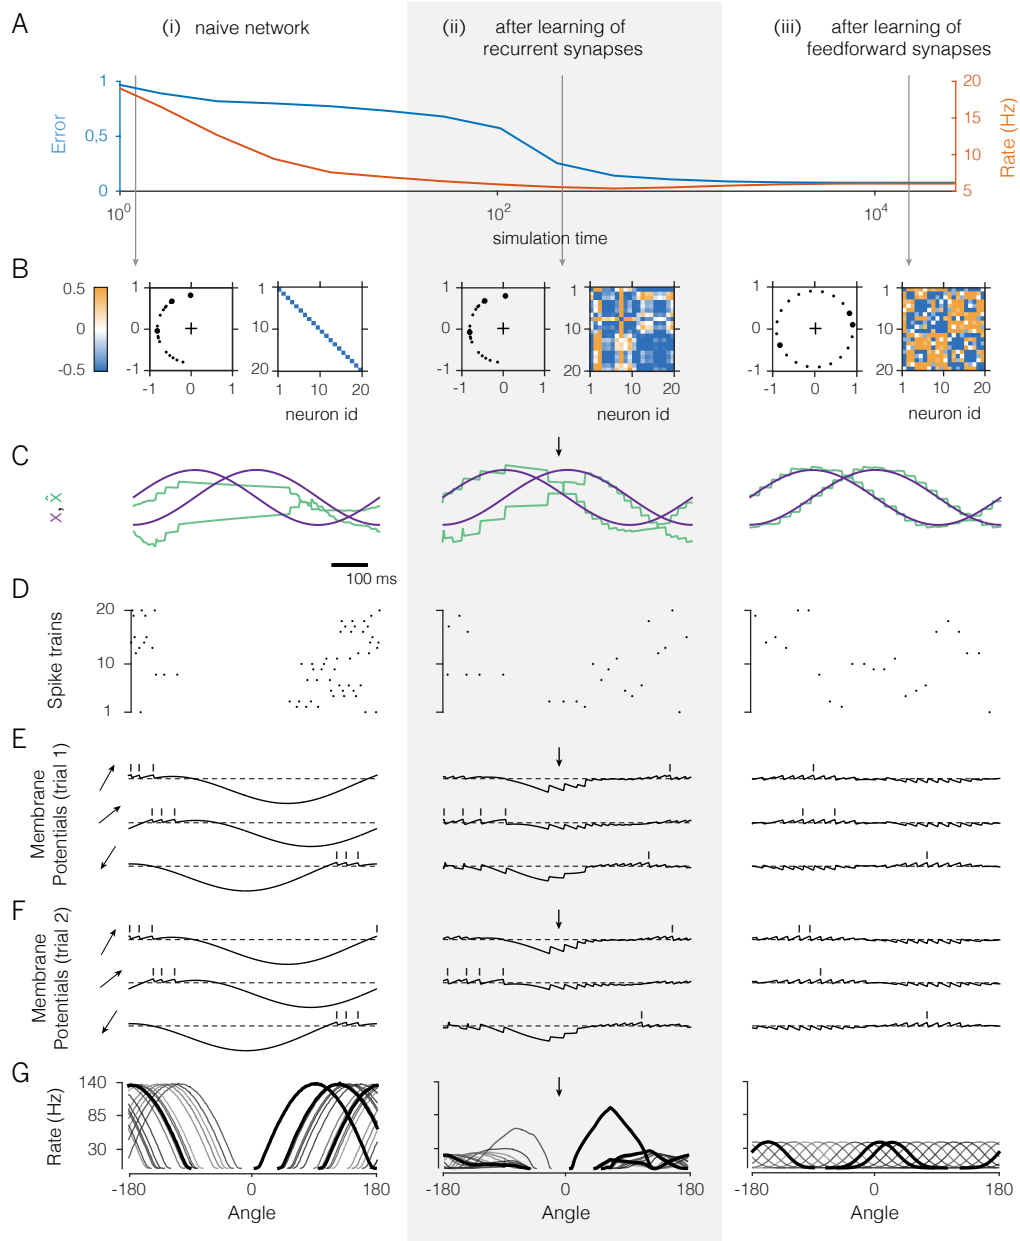 A
(i) naive network
(ii) after learning of
recurrent synapses
(iii) after learning of
feedforward synapses
1
0,5
0
Error
20
15
10
5
Rate (Hz)
10^0
10^2
10^4
simulation time
B
0.5
0
-0.5
1
0
-1
-1 0 1
1
10
20
1 10 20
neuron id
1
0
-1
-1 0 1
1
10
20
1 10 20
neuron id
1
0
-1
-1 0 1
1
10
20
1 10 20
neuron id
C
x, x̂
100 ms
D
Spike trains
20
10
1
E
Membrane
Potentials (trial 1)
F
Membrane
Potentials (trial 2)
G
Rate (Hz)
140
85
30
-180 0 180
Angle
-180 0 180
Angle
-180 0 180
Angle